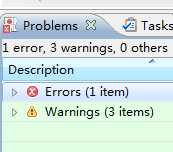 Problems Tasks
1 error, 3 warnings, 0 others
Description
Errors (1 item)
Warnings (3 items)